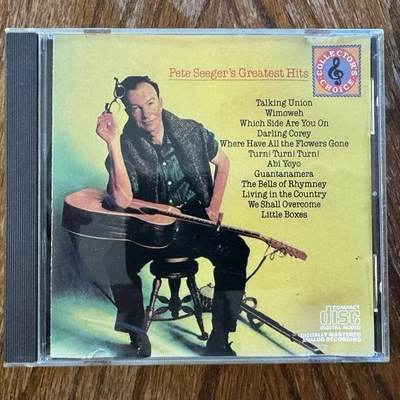 Pete Seeger's Greatest Hits
COLLECTOR'S
CHOICE
Talking Union
Wimoweh
Which Side Are You On
Darling Corey
Where Have All the Flowers Gone
Turn! Turn! Turn!
Abi Yoyo
Guantanamera
The Bells of Rhymney
Living in the Country
We Shall Overcome
Little Boxes
COMPACT
disc
DIGITAL AUDIO
DIGITALLY MASTERED
ANALOG RECORDING